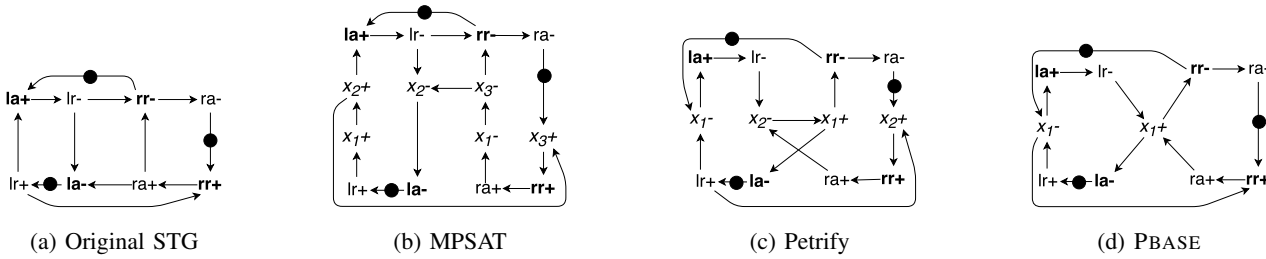 la+ lr- rr- ra-
lr+ la- ra+ rr+
(a) Original STG
la+ lr- rr- ra-
x2+ x2- x3-
x1+ x1- x3+
lr+ la- ra+ rr+
(b) MPSAT
la+ lr- rr- ra-
x1- x2- x1+ x2+
lr+ la- ra+ rr+
(c) Petrify
la+ lr- rr- ra-
x1- x1+
lr+ la- ra+ rr+
(d) PBASE